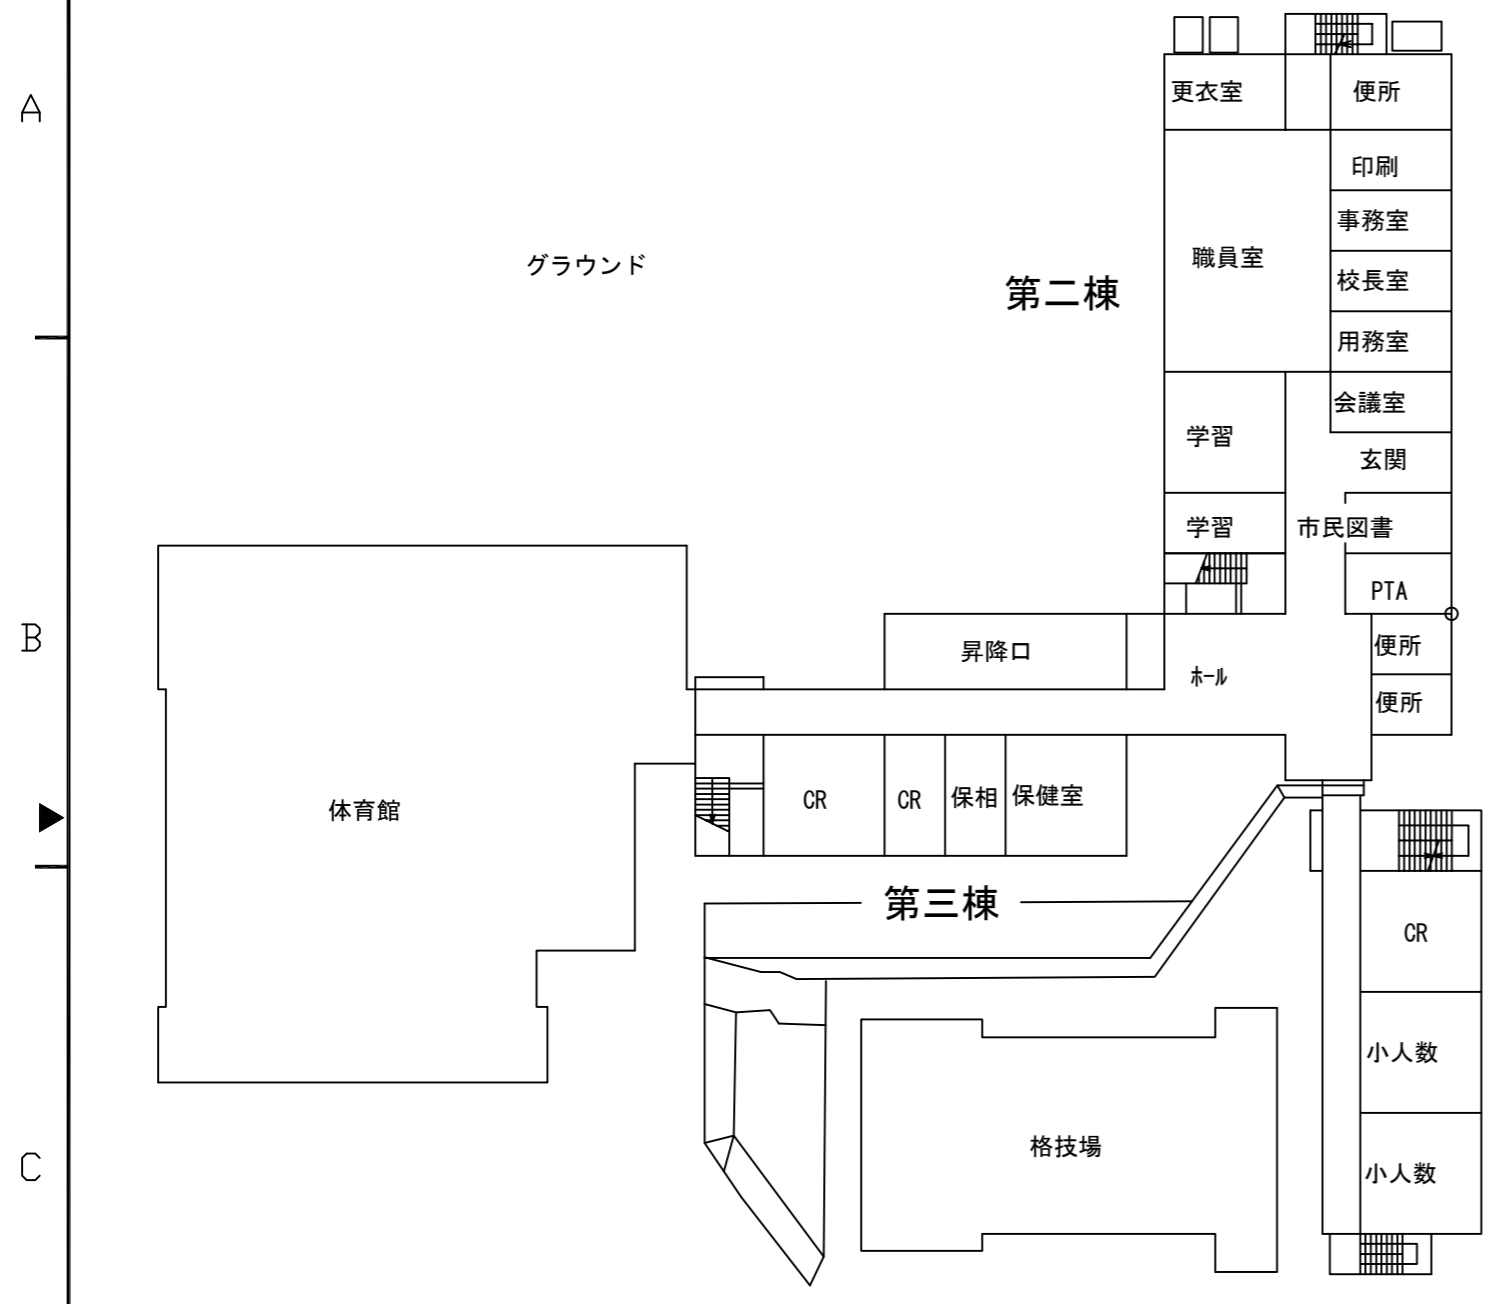 A
更衣室
便所
印刷
事務室
グラウンド
職員室
第二棟
校長室
用務室
会議室
学習
玄関
学習
市民図書
PTA
B
昇降口
便所
ホール
便所
体育館
CR
CR
保相
保健室
第三棟
CR
小人数
格技場
C
小人数